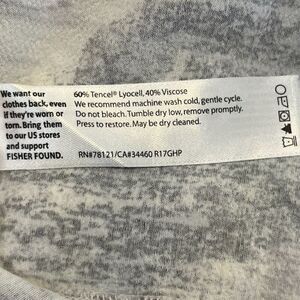 We want our
clothes back, even
if they're worn or
torn. Bring them
to our US stores
and support
FISHER FOUND.
60% Tencel® Lyocell, 40% Viscose
We recommend machine wash cold, gentle cycle.
Do not bleach. Tumble dry low, remove promptly.
Press to restore. May be dry cleaned.
RN#78121/CA#34460 R17GHP